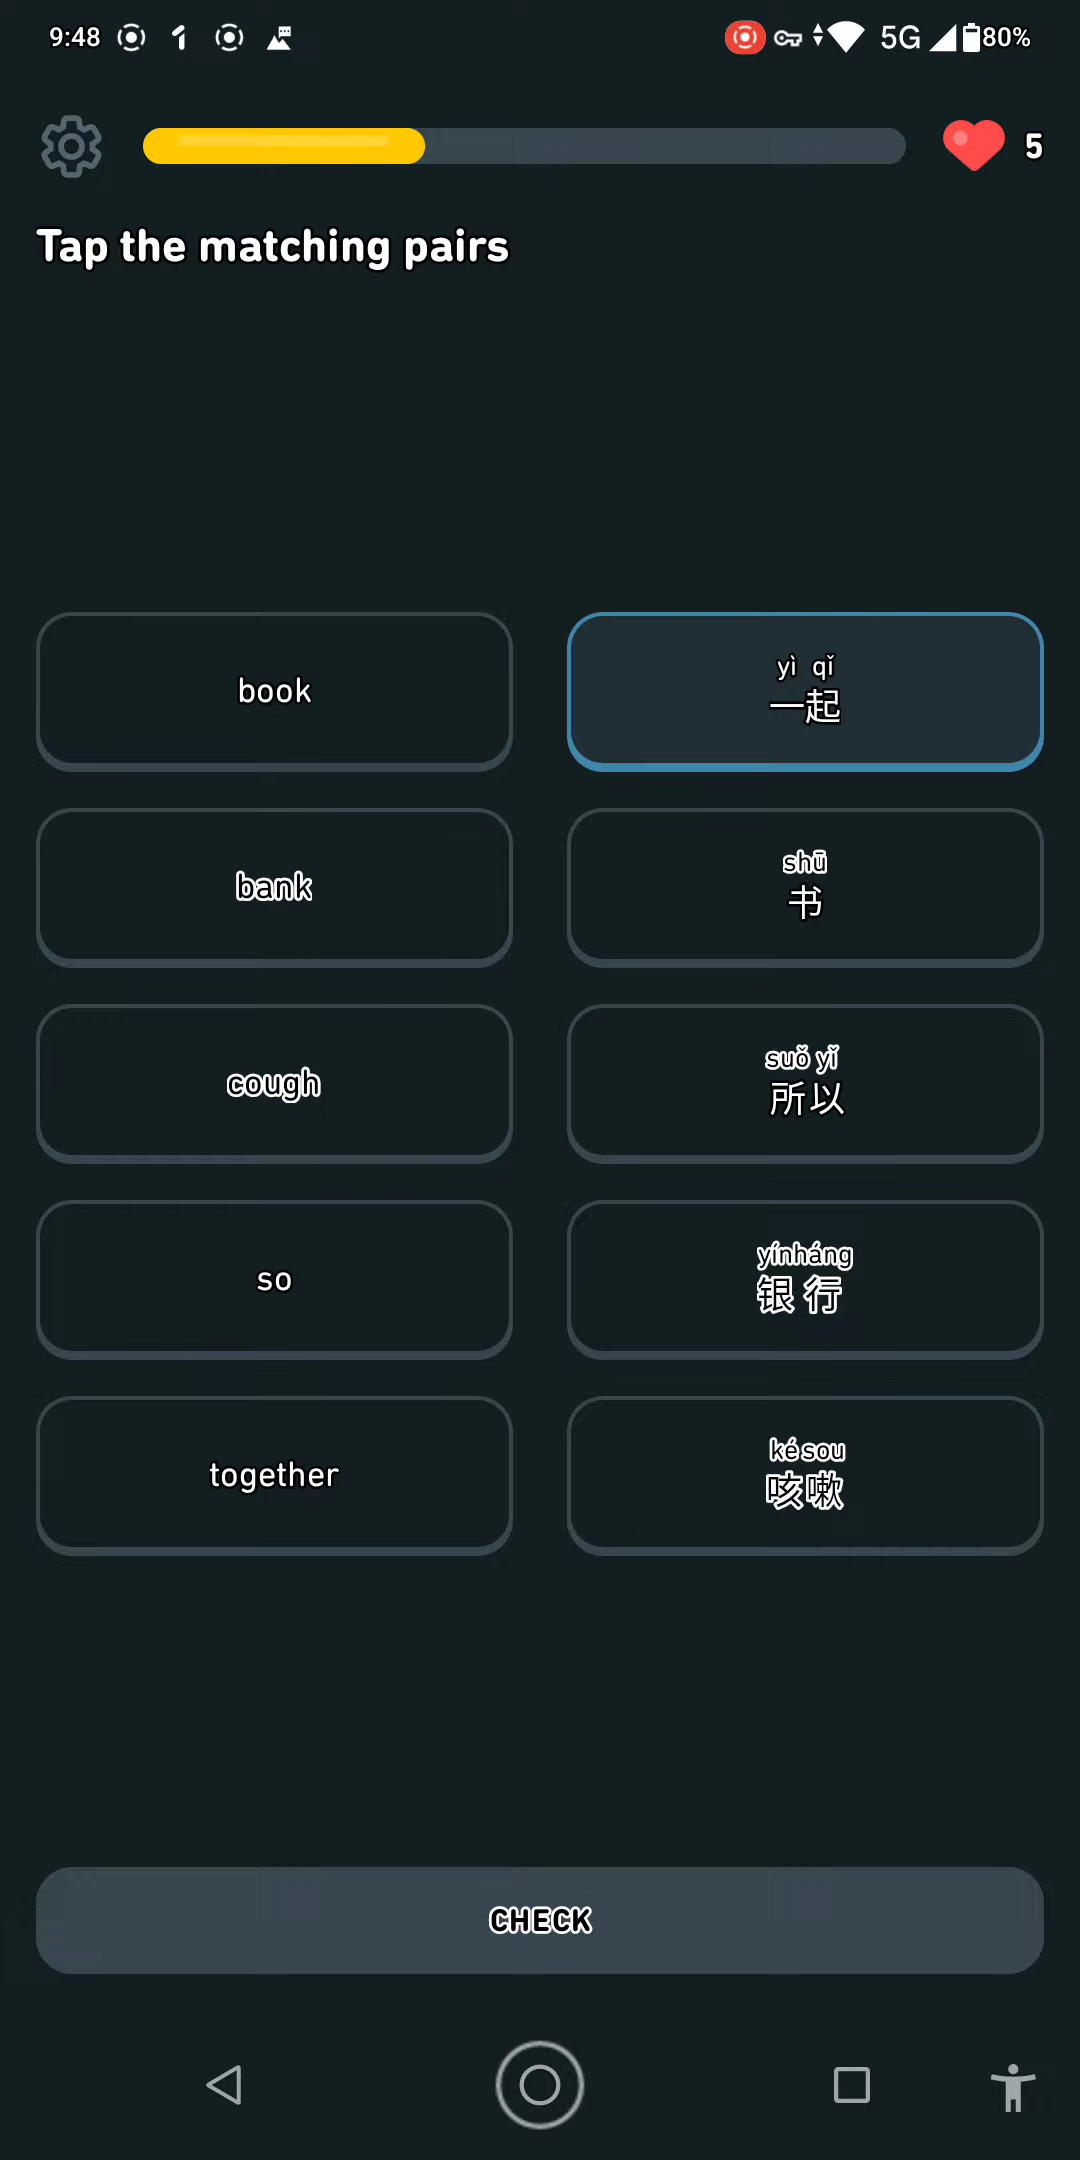 9:48
5G
80%
5
Tap the matching pairs
book
yì qǐ
一起
bank
shū
书
cough
suǒ yǐ
所以
so
yínháng
银行
together
késou
咳嗽
CHECK